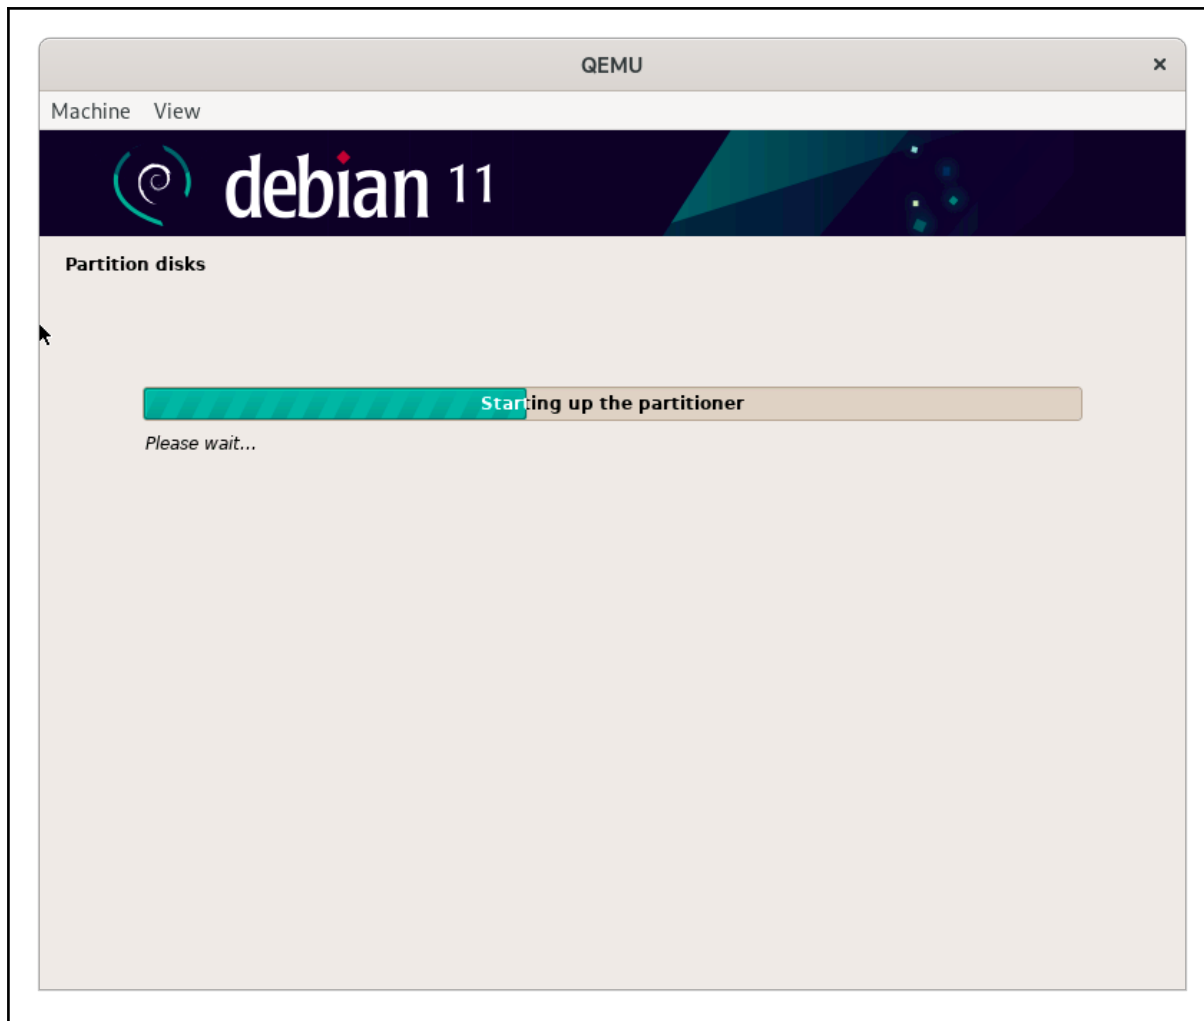 QEMU ×
Machine View
debian 11
Partition disks
Starting up the partitioner
Please wait...